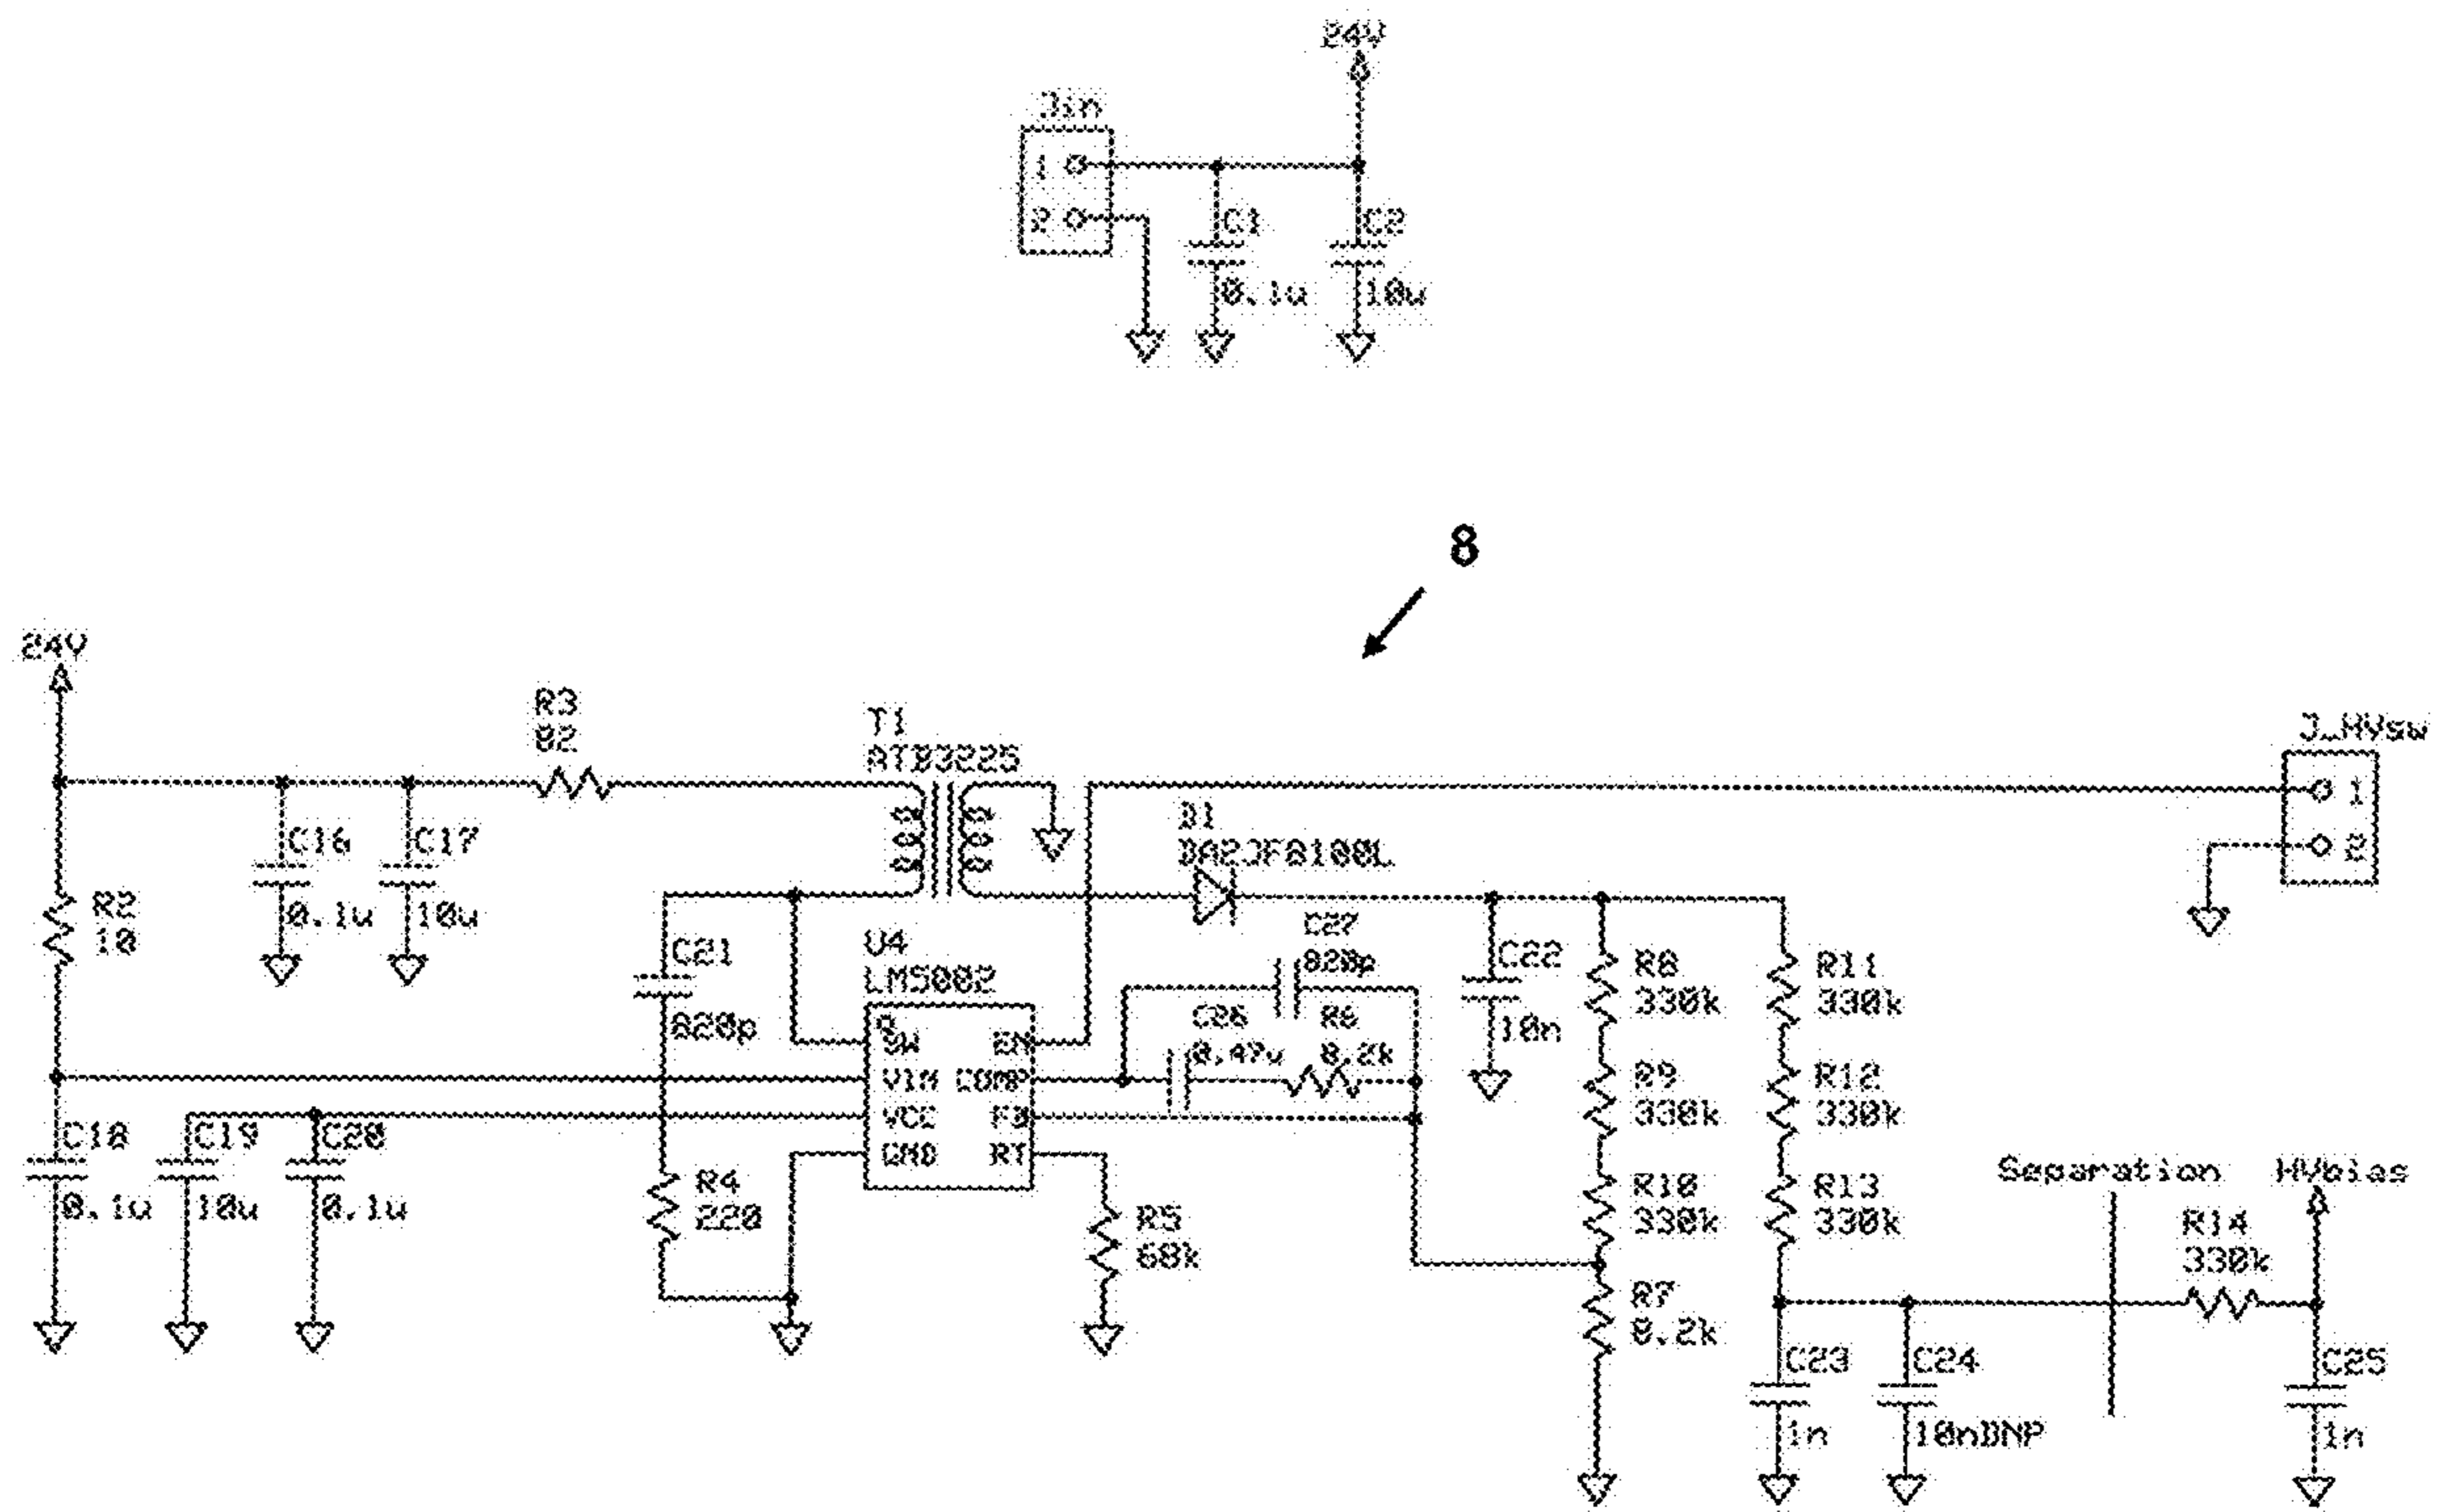 24V
Jin
1
2
C1
0.1u
C2
10u
8
24V
R3
82
T1
ATB3225
J_HVsw
1
2
D1
DA2JF8100L
C16
0.1u
C17
10u
R2
10
C21
820p
U4
LM5002
SW
VIN
VCC
GND
EN
COMP
FB
RT
C27
820p
C26
0.47u
R6
8.2k
C22
10n
R8
330k
R9
330k
R10
330k
R7
8.2k
R11
330k
R12
330k
R13
330k
C18
0.1u
C19
10u
C20
0.1u
R4
220
R5
68k
Separation
HVbias
R14
330k
C23
1n
C24
10nDNP
C25
1n